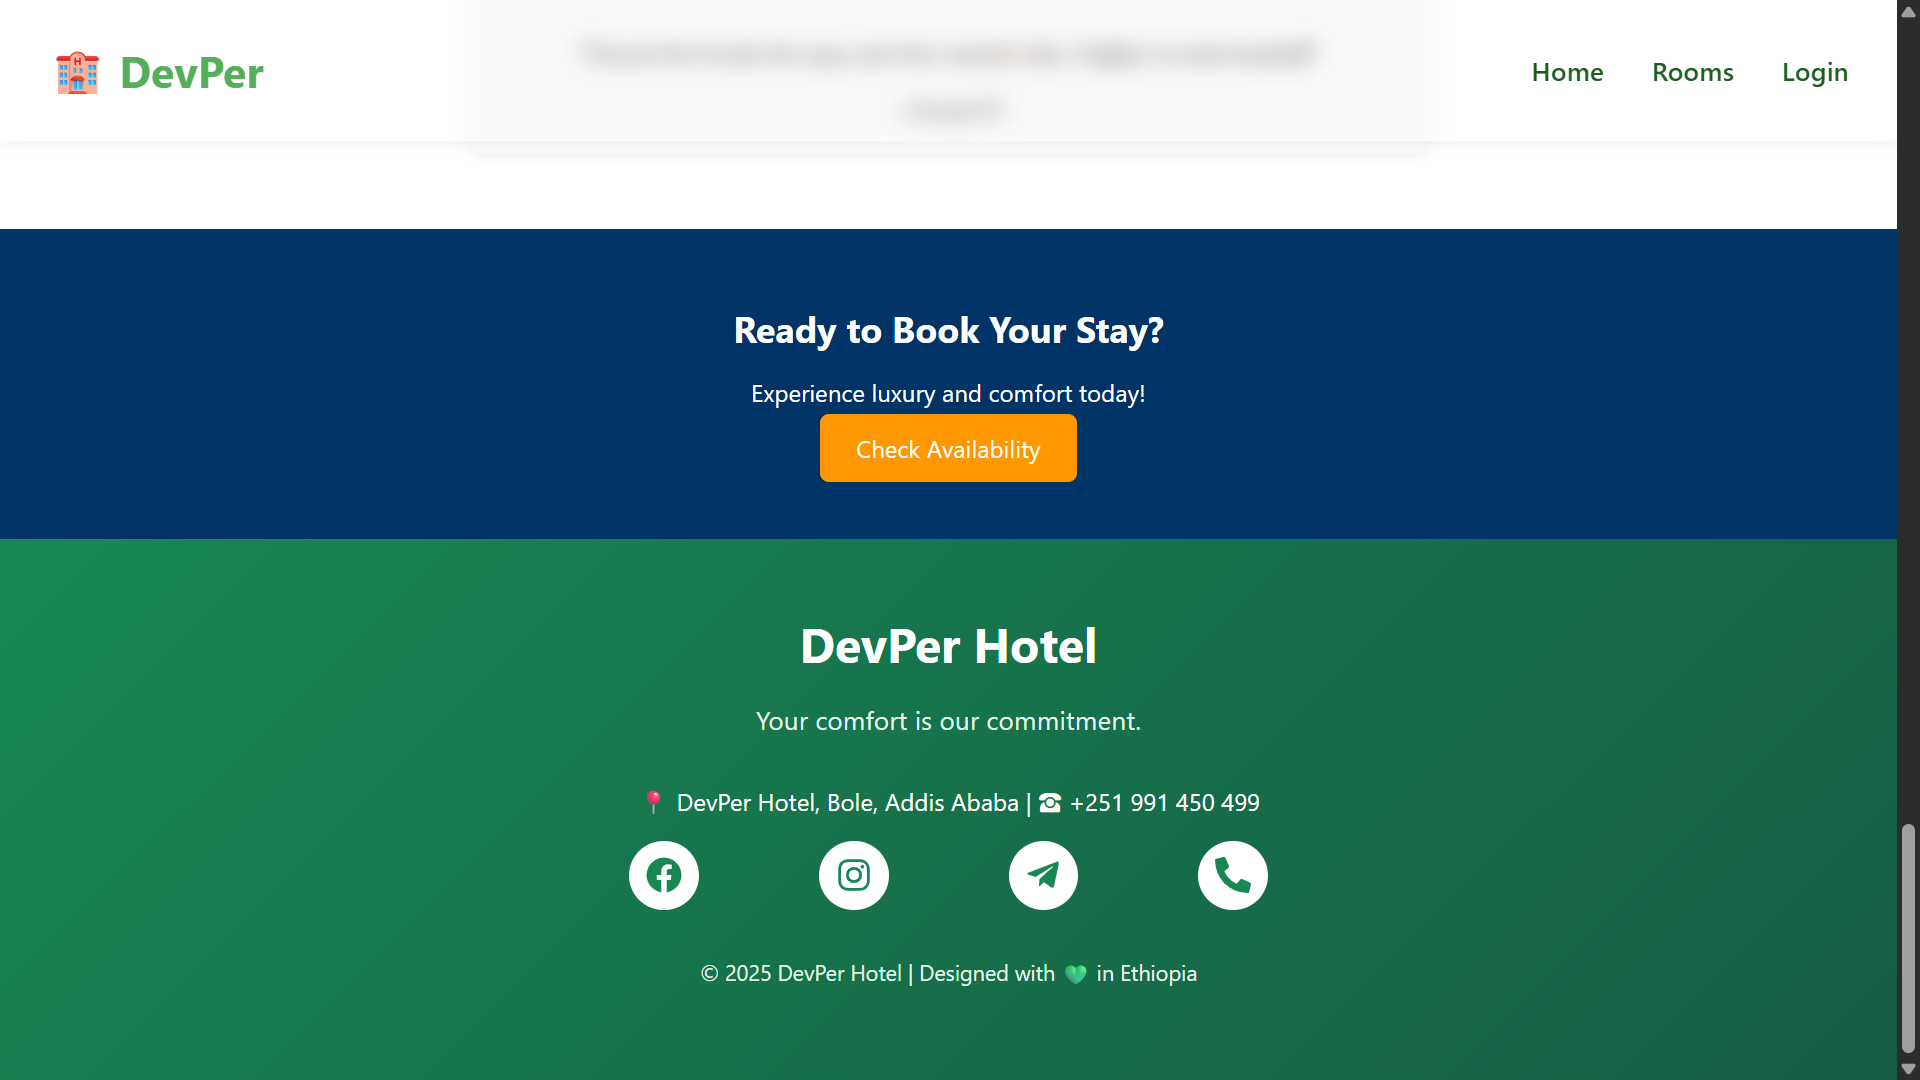 DevPer
Home
Rooms
Login
Ready to Book Your Stay?
Experience luxury and comfort today!
Check Availability
DevPer Hotel
Your comfort is our commitment.
📍 DevPer Hotel, Bole, Addis Ababa | ☎ +251 991 450 499
© 2025 DevPer Hotel | Designed with 💚 in Ethiopia